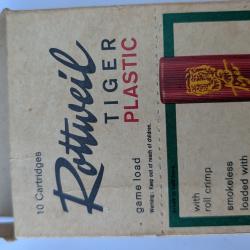 10 Cartridges
Rottweil
TIGER
PLASTIC
game load
Warning: Keep out of reach of children.
with
roll crimp
smokeless
loaded with